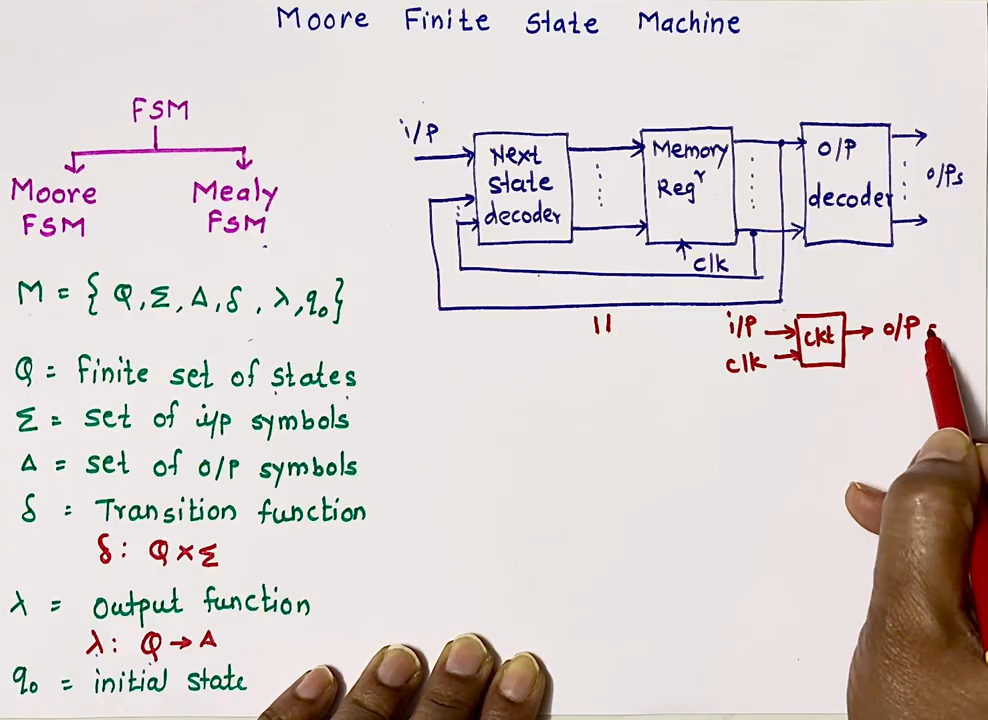 Moore Finite State Machine
FSM
Moore FSM
Mealy FSM
M = { Q, Σ, Δ, δ, λ, q₀ }
Q = Finite set of states
Σ = set of i/p symbols
Δ = set of O/P symbols
δ = Transition function
δ: Q × Σ
λ = Output function
λ: Q → Δ
q₀ = initial state
i/P
Next
state
decoder
Memory
Regʳ
clk
O/P
decoder
O/Ps
11
i/P
clk
ckt
O/P